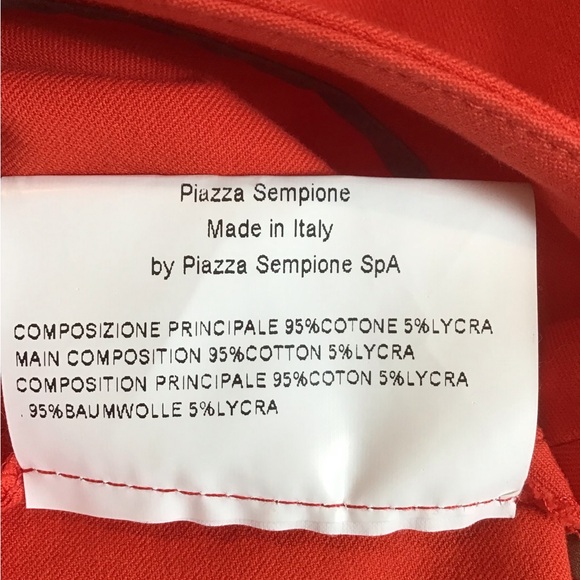 Piazza Sempione
Made in Italy
by Piazza Sempione SpA
COMPOSIZIONE PRINCIPALE 95%COTONE 5%LYCRA
MAIN COMPOSITION 95%COTTON 5%LYCRA
COMPOSITION PRINCIPALE 95%COTON 5%LYCRA
. 95%BAUMWOLLE 5%LYCRA